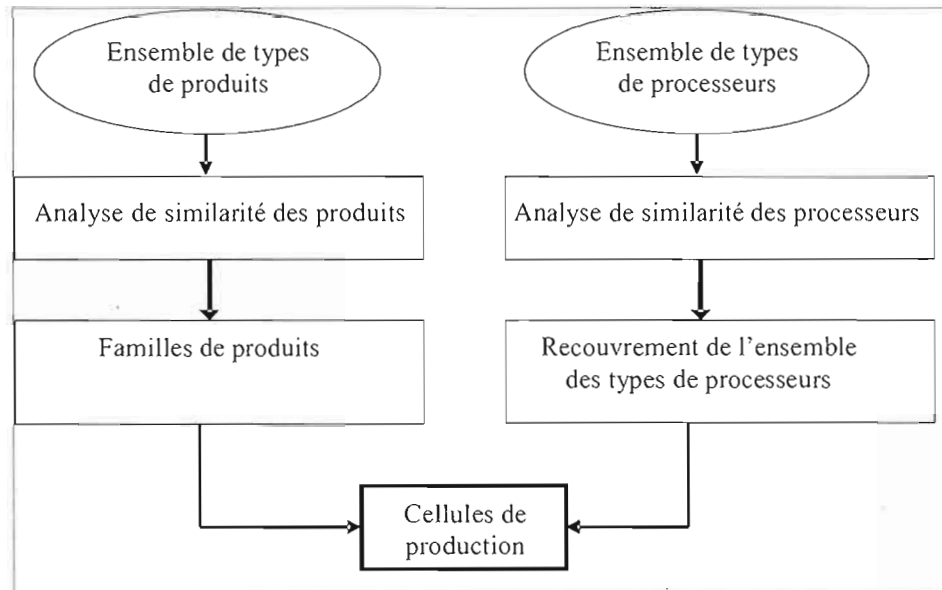 Ensemble de types
de produits
Ensemble de types
de processeurs
Analyse de similarité des produits
Analyse de similarité des processeurs
Familles de produits
Recouvrement de l'ensemble
des types de processeurs
Cellules de
production